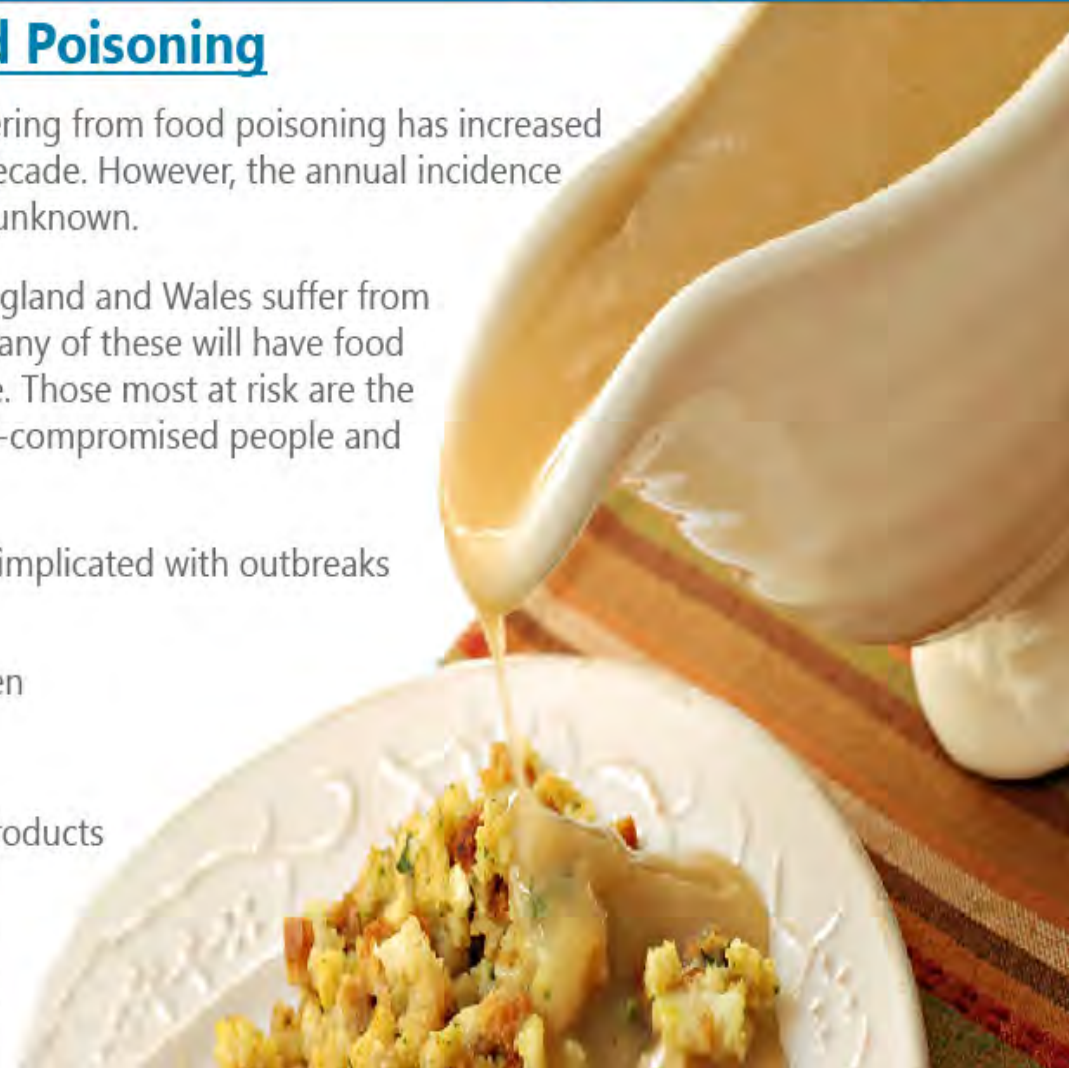 d Poisoning
ering from food poisoning has increased
ecade. However, the annual incidence
unknown.
gland and Wales suffer from
any of these will have food
e. Those most at risk are the
-compromised people and
implicated with outbreaks
en
roducts